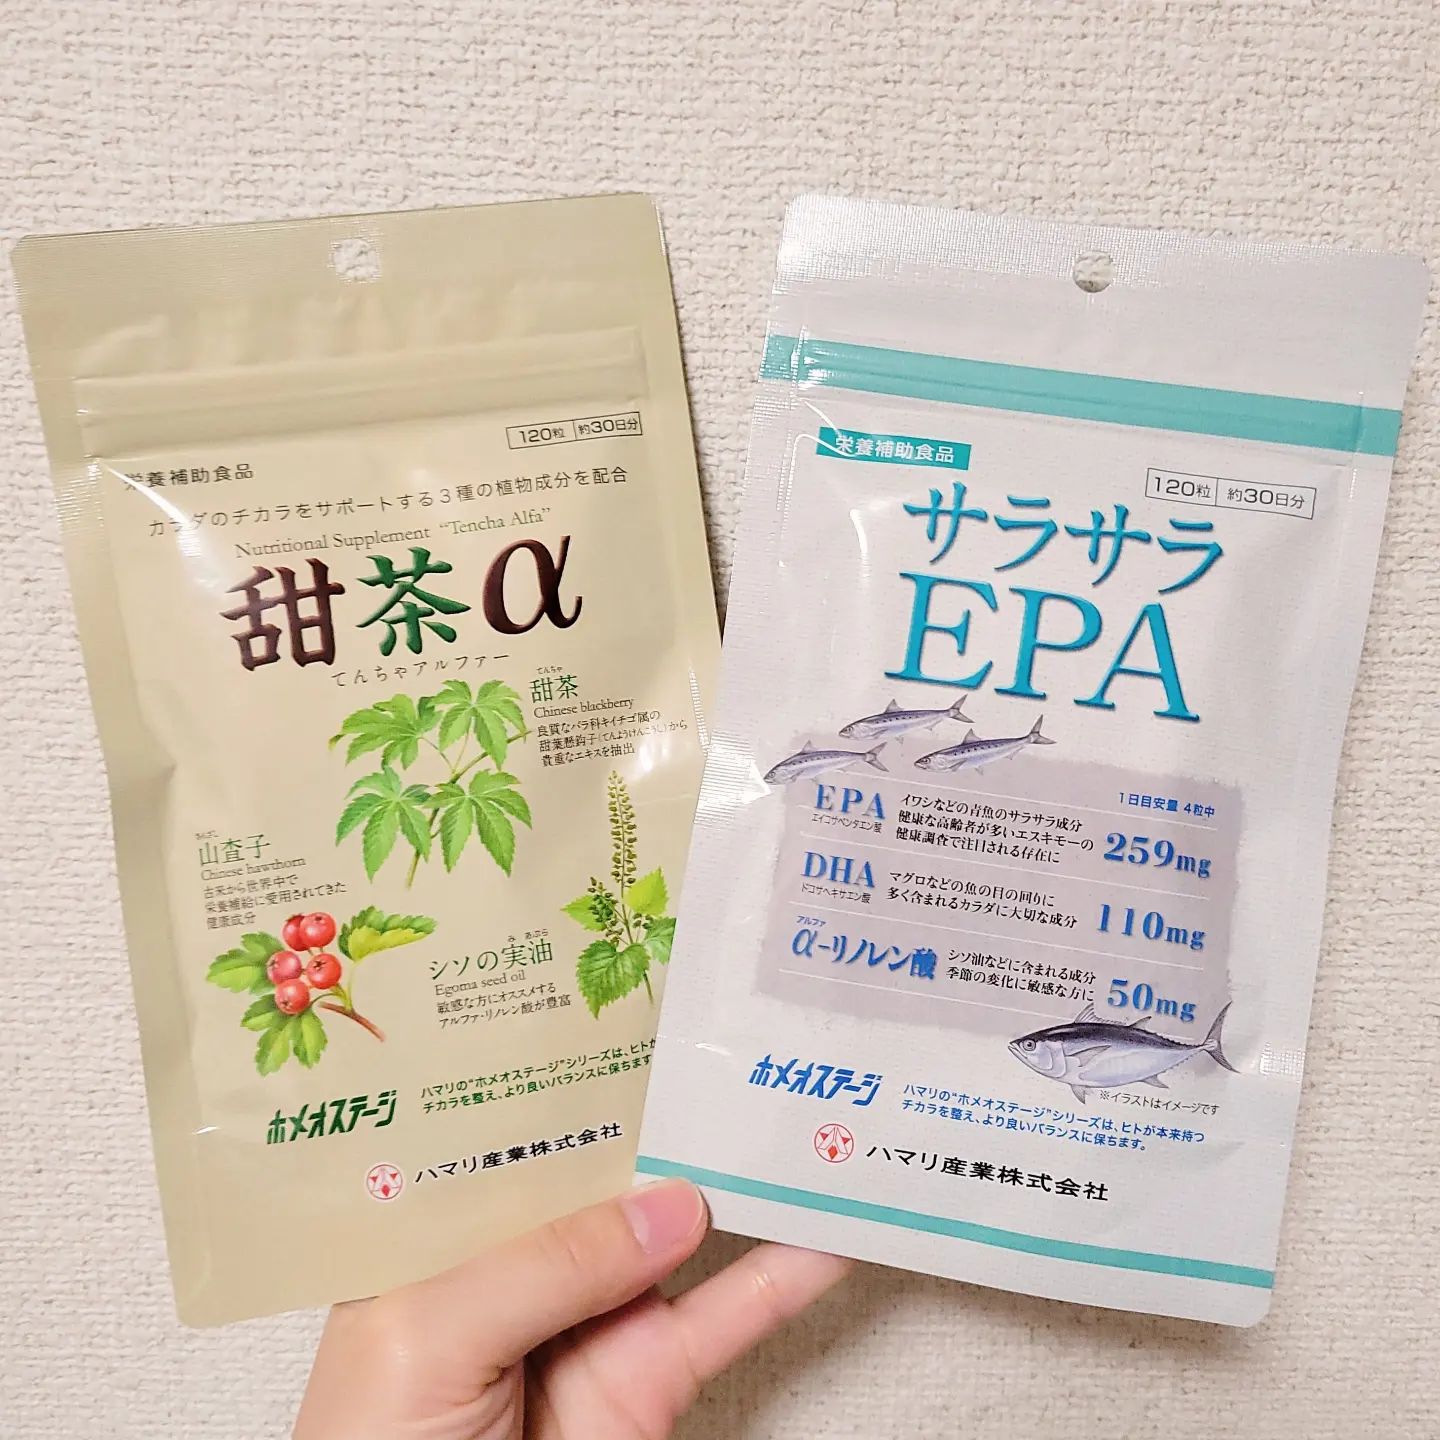 栄養補助食品
120粒 約30日分
カラダのチカラをサポートする3種の植物成分を配合
Nutritional Supplement “Tencha Alfa”
甜茶α
てんちゃアルファー
てんちゃ
甜茶
Chinese blackberry
良質なバラ科キイチゴ属の
甜葉懸鈎子(てんようけんこうし)から
貴重なエキスを抽出
さんざし
山査子
Chinese hawthorn
古来から世界中で
栄養補給に愛用されてきた
健康成分
み あぶら
シソの実油
Egoma seed oil
敏感な方にオススメする
アルファ・リノレン酸が豊富
ホメオステージ
ハマリの“ホメオステージ”シリーズは、ヒトが
チカラを整え、より良いバランスに保ちます
ハマリ産業株式会社
栄養補助食品
120粒 約30日分
サラサラ
EPA
1日目安量 4粒中
EPA
エイコサペンタエン酸
イワシなどの青魚のサラサラ成分
健康な高齢者が多いエスキモーの
健康調査で注目される存在に
259mg
DHA
ドコサヘキサエン酸
マグロなどの魚の目の回りに
多く含まれるカラダに大切な成分
110mg
アルファ
α-リノレン酸
シソ油などに含まれる成分
季節の変化に敏感な方に
50mg
※イラストはイメージです
ホメオステージ
ハマリの“ホメオステージ”シリーズは、ヒトが本来持つ
チカラを整え、より良いバランスに保ちます。
ハマリ産業株式会社